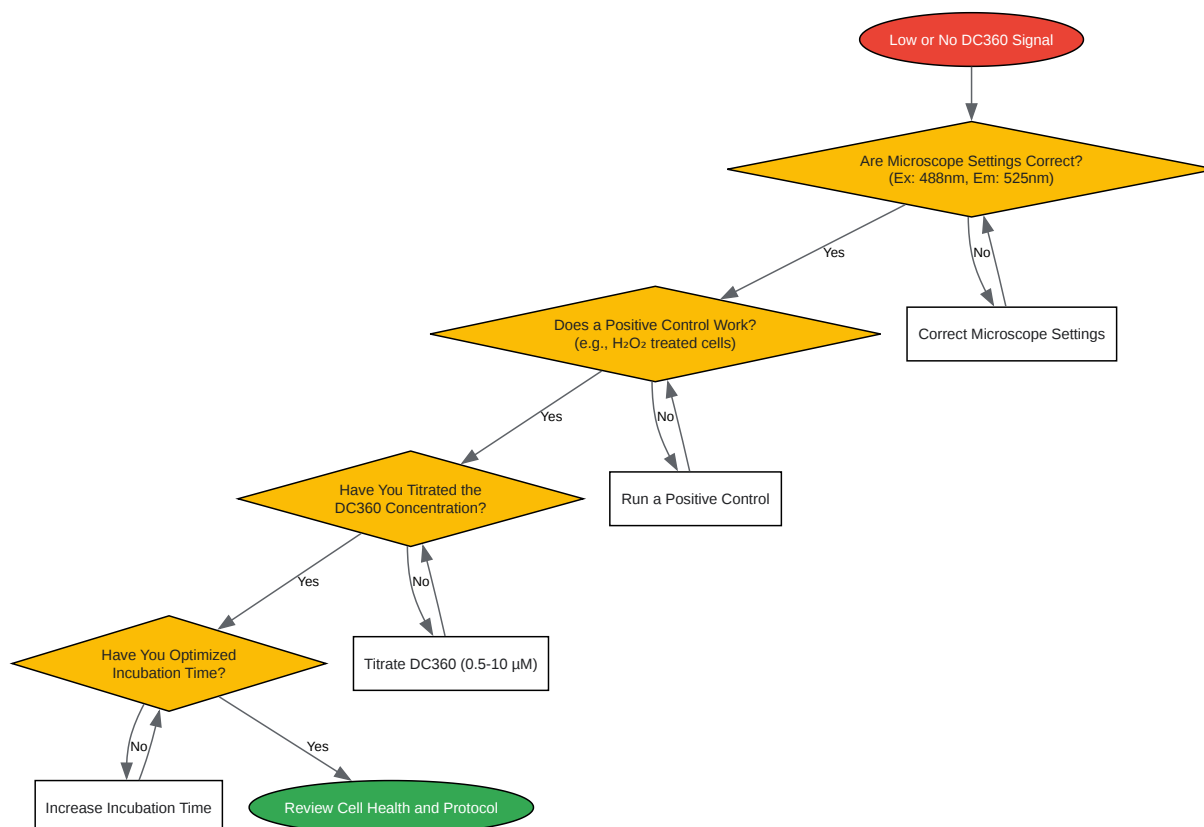 Low or No DC360 Signal
Are Microscope Settings Correct?
(Ex: 488nm, Em: 525nm)
Yes
No
Does a Positive Control Work?
(e.g., H₂O₂ treated cells)
Correct Microscope Settings
Yes
No
Have You Titrated the
DC360 Concentration?
Run a Positive Control
Yes
No
Have You Optimized
Incubation Time?
Titrate DC360 (0.5-10 µM)
No
Yes
Increase Incubation Time
Review Cell Health and Protocol